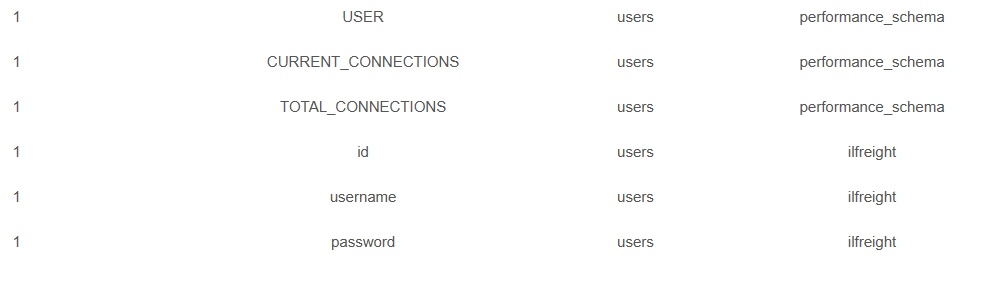 1 USER users performance_schema
1 CURRENT_CONNECTIONS users performance_schema
1 TOTAL_CONNECTIONS users performance_schema
1 id users ilfreight
1 username users ilfreight
1 password users ilfreight